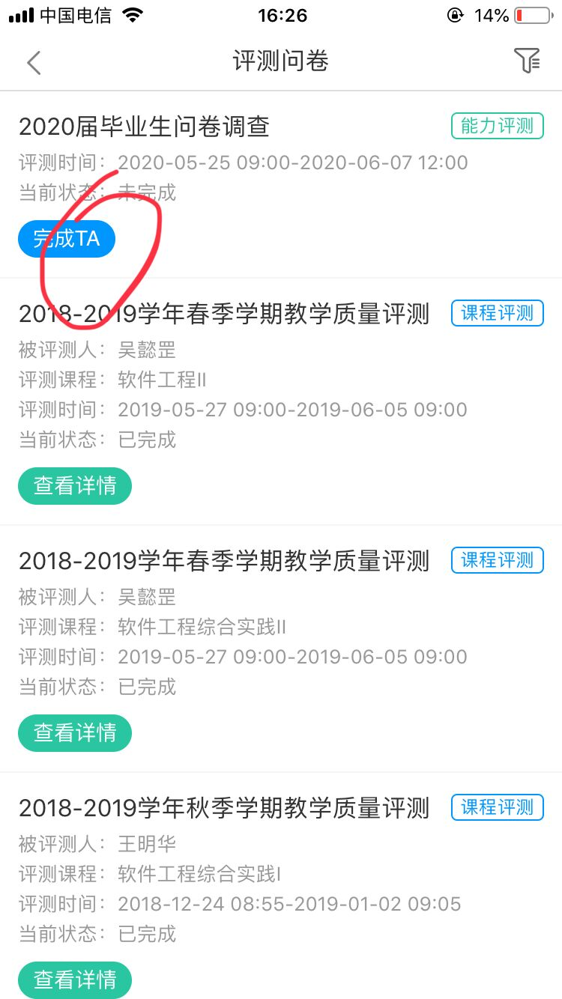 中国电信 16:26 14%
评测问卷
2020届毕业生问卷调查 能力评测
评测时间：2020-05-25 09:00-2020-06-07 12:00
当前状态：未完成
完成TA
2018-2019学年春季学期教学质量评测 课程评测
被评测人：吴懿罡
评测课程：软件工程II
评测时间：2019-05-27 09:00-2019-06-05 09:00
当前状态：已完成
查看详情
2018-2019学年春季学期教学质量评测 课程评测
被评测人：吴懿罡
评测课程：软件工程综合实践II
评测时间：2019-05-27 09:00-2019-06-05 09:00
当前状态：已完成
查看详情
2018-2019学年秋季学期教学质量评测 课程评测
被评测人：王明华
评测课程：软件工程综合实践I
评测时间：2018-12-24 08:55-2019-01-02 09:05
当前状态：已完成
查看详情